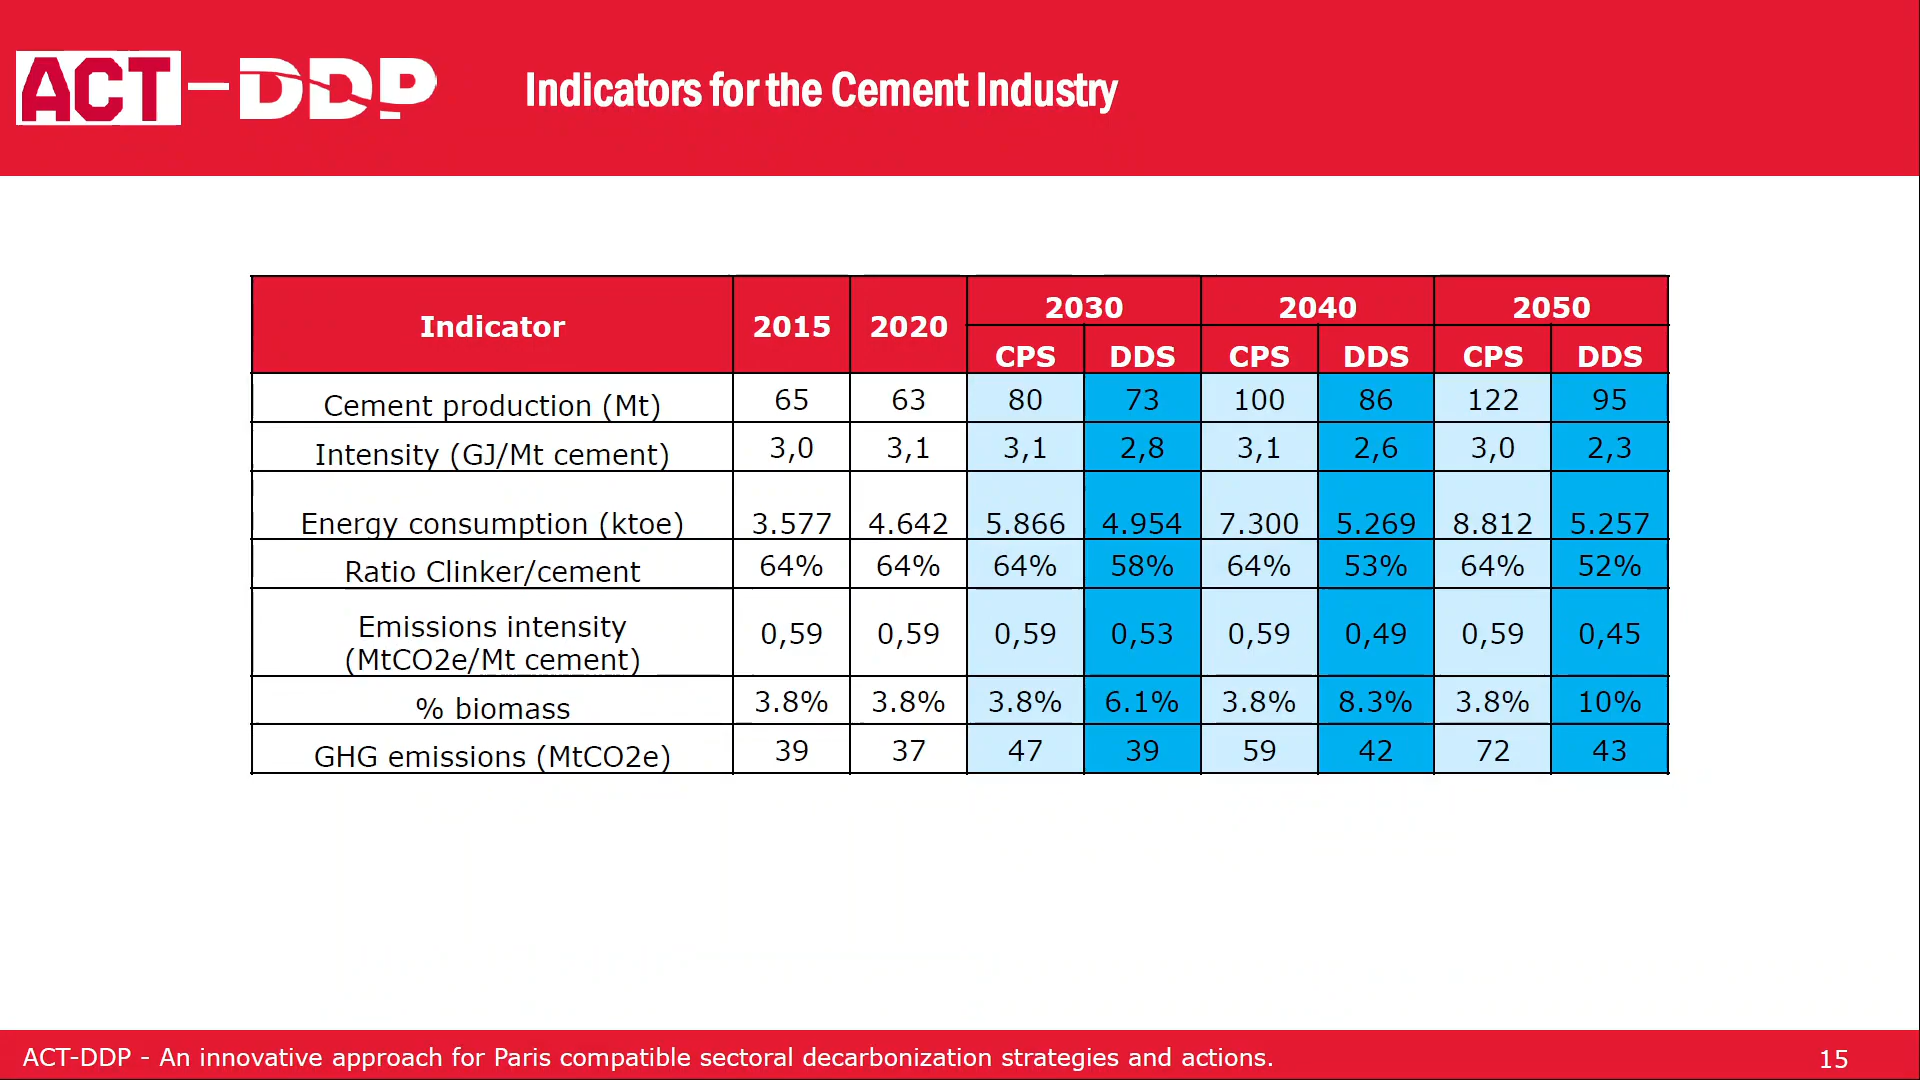 ACT-DDP
Indicators for the Cement Industry
Indicator 2015 2020 2030 2040 2050
CPS DDS CPS DDS CPS DDS
Cement production (Mt) 65 63 80 73 100 86 122 95
Intensity (GJ/Mt cement) 3,0 3,1 3,1 2,8 3,1 2,6 3,0 2,3
Energy consumption (ktoe) 3.577 4.642 5.866 4.954 7.300 5.269 8.812 5.257
Ratio Clinker/cement 64% 64% 64% 58% 64% 53% 64% 52%
Emissions intensity
(MtCO2e/Mt cement) 0,59 0,59 0,59 0,53 0,59 0,49 0,59 0,45
% biomass 3.8% 3.8% 3.8% 6.1% 3.8% 8.3% 3.8% 10%
GHG emissions (MtCO2e) 39 37 47 39 59 42 72 43
ACT-DDP - An innovative approach for Paris compatible sectoral decarbonization strategies and actions. 15